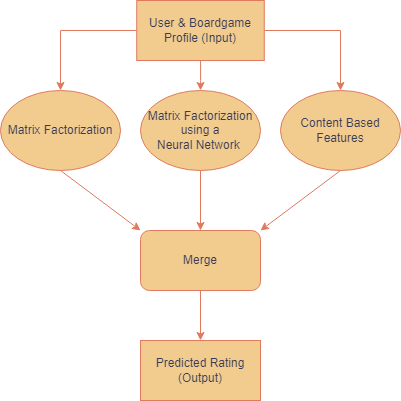 User & Boardgame
Profile (Input)
Matrix Factorization
Matrix Factorization
using a
Neural Network
Content Based
Features
Merge
Predicted Rating
(Output)